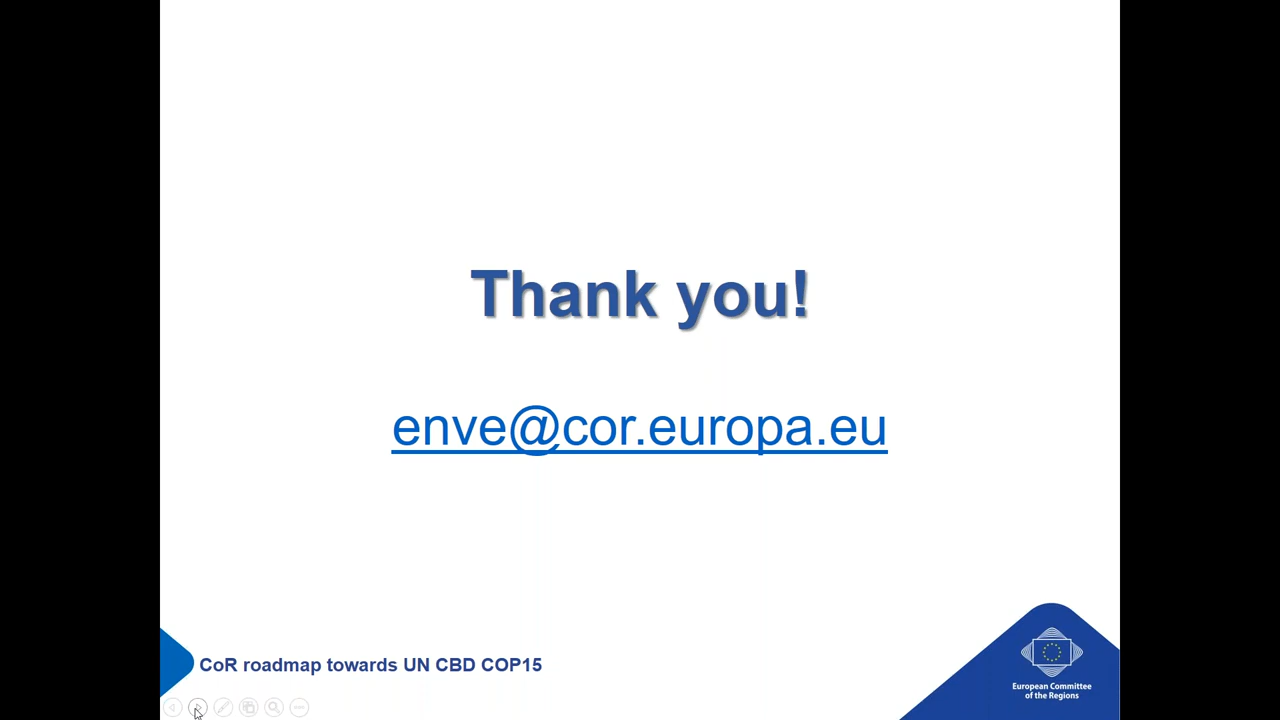 Thank you!
enve@cor.europa.eu
CoR roadmap towards UN CBD COP15
European Committee
of the Regions